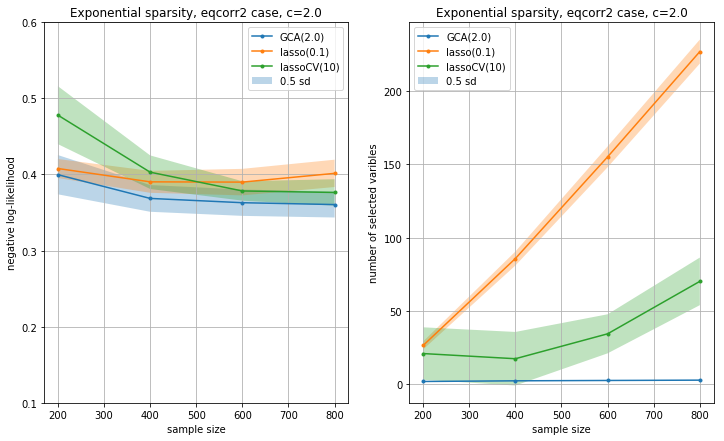 Exponential sparsity, eqcorr2 case, c=2.0
0.6
0.5
0.4
0.3
0.2
0.1
negative log-likelihood
200 300 400 500 600 700 800
sample size
GCA(2.0)
lasso(0.1)
lassoCV(10)
0.5 sd
Exponential sparsity, eqcorr2 case, c=2.0
200
150
100
50
0
number of selected varibles
200 300 400 500 600 700 800
sample size
GCA(2.0)
lasso(0.1)
lassoCV(10)
0.5 sd